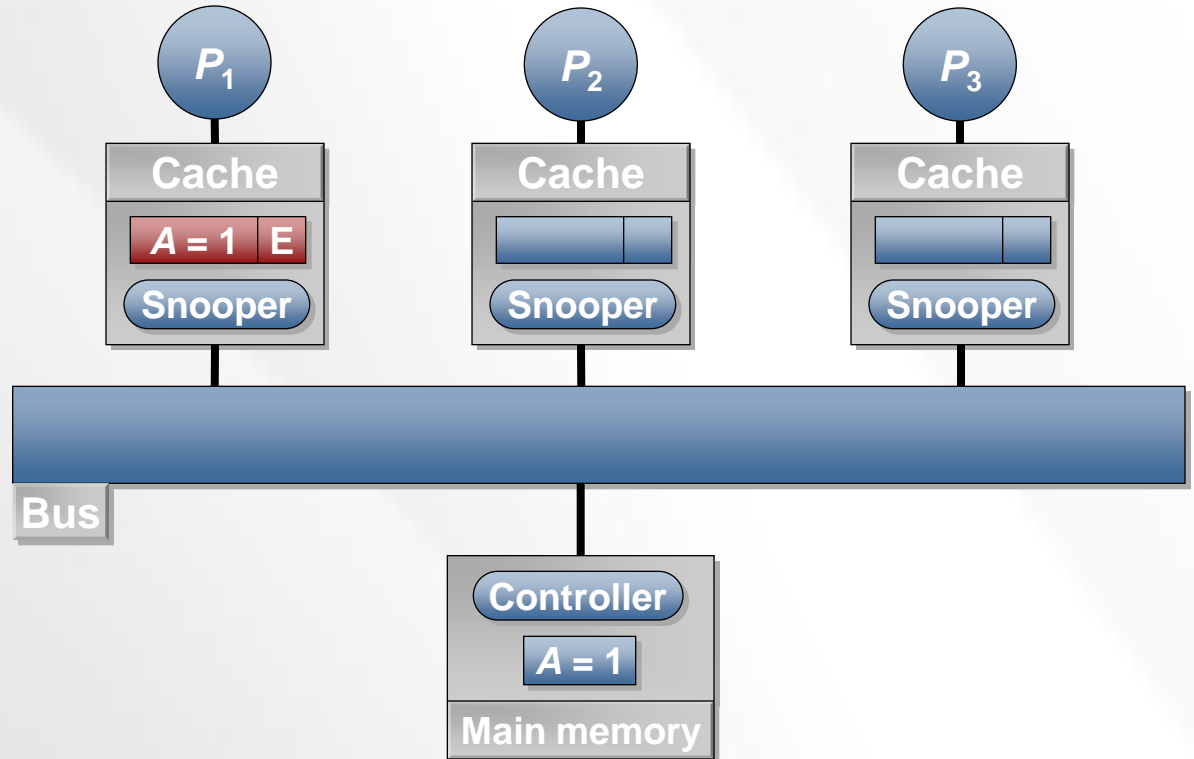 P1
P2
P3
Cache
Cache
Cache
A = 1 E
Snooper
Snooper
Snooper
Bus
Controller
A = 1
Main memory